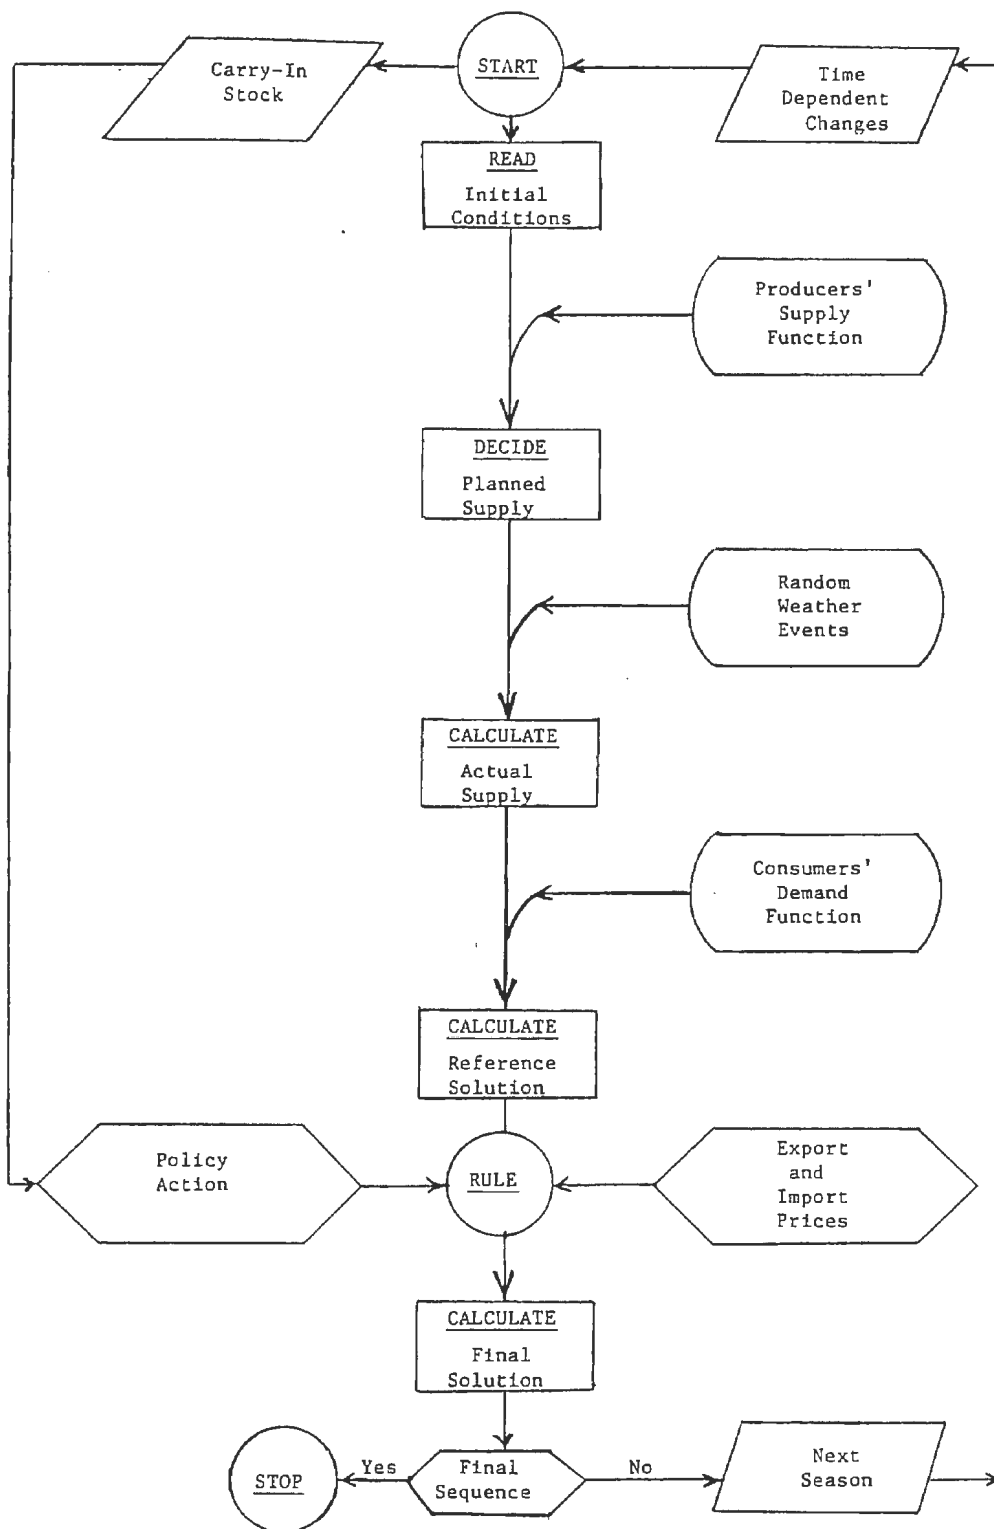 Carry-In
Stock
START
Time
Dependent
Changes
READ
Initial
Conditions
Producers'
Supply
Function
DECIDE
Planned
Supply
Random
Weather
Events
CALCULATE
Actual
Supply
Consumers'
Demand
Function
CALCULATE
Reference
Solution
Policy
Action
RULE
Export
and
Import
Prices
CALCULATE
Final
Solution
STOP
Yes
Final
Sequence
No
Next
Season